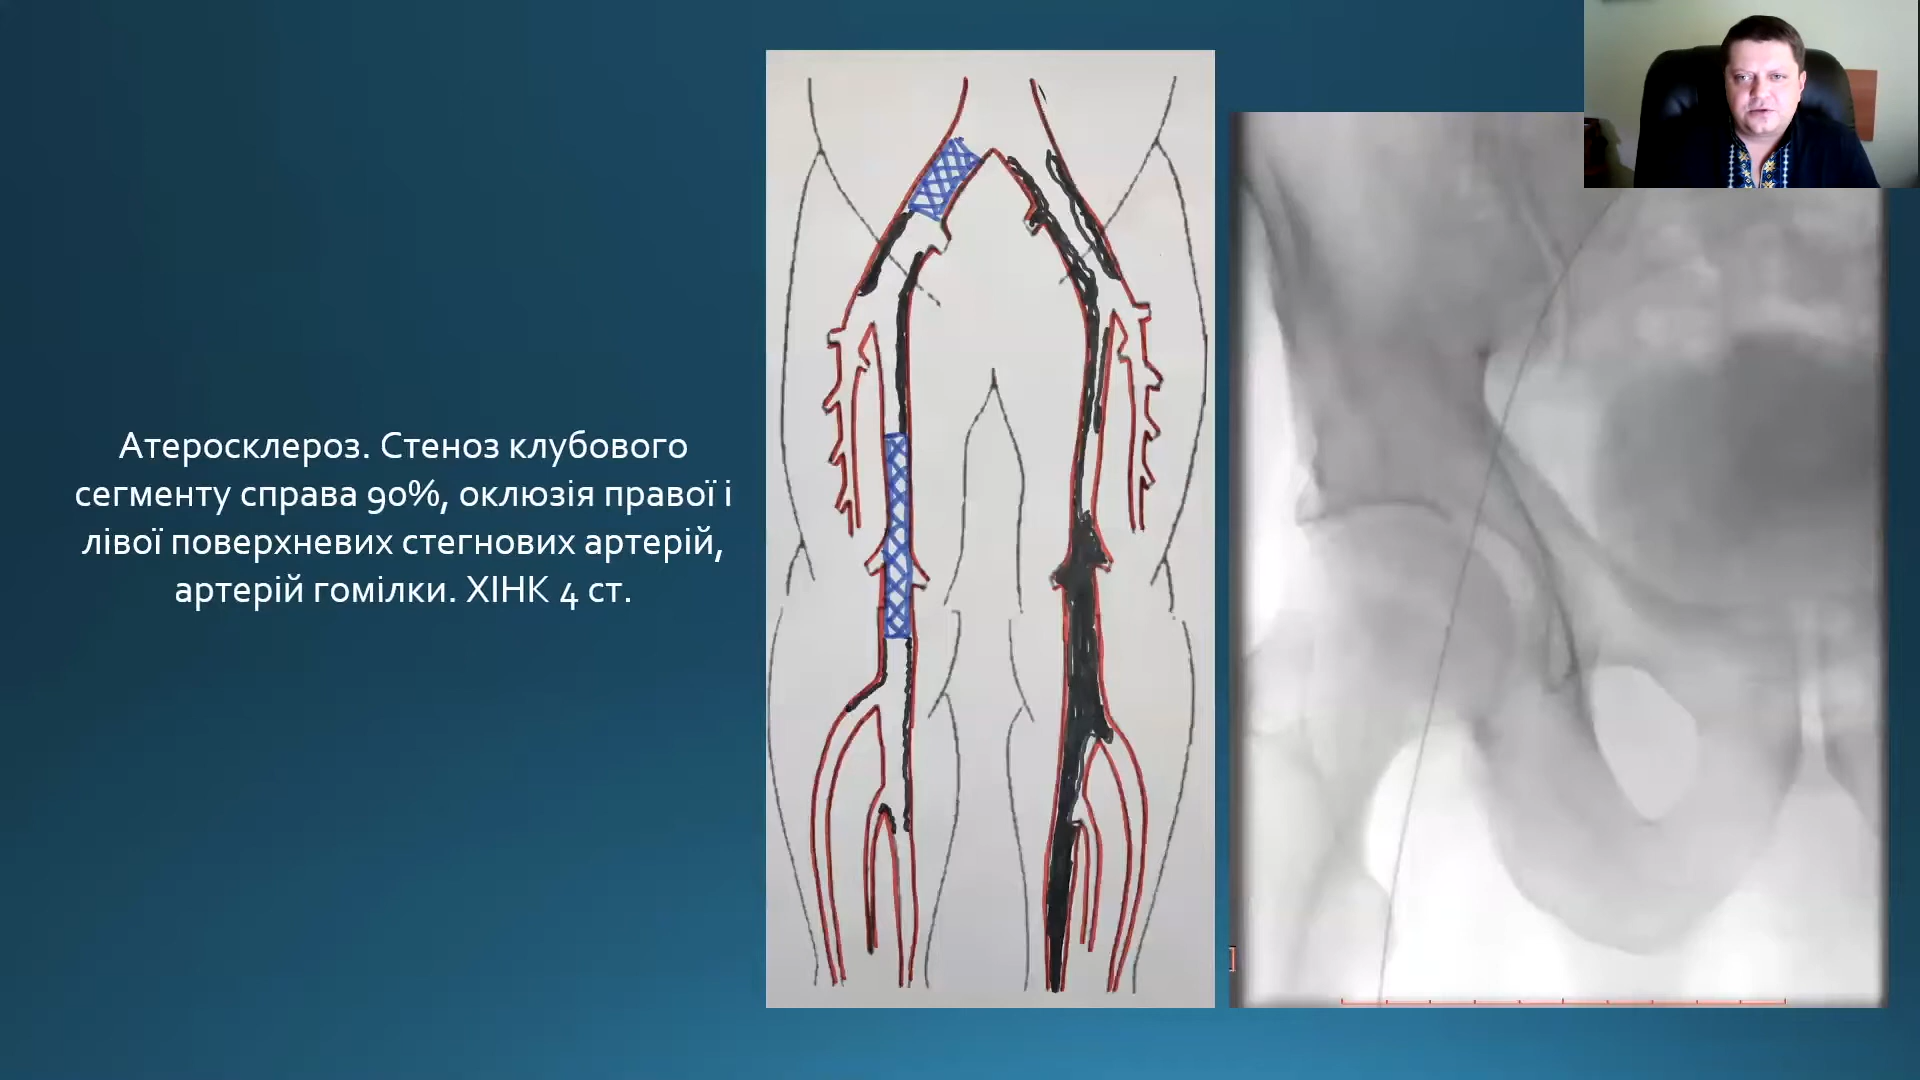 Атеросклероз. Стеноз клубового
сегменту справа 90%, оклюзія правої і
лівої поверхневих стегнових артерій,
артерій гомілки. ХІНК 4 ст.